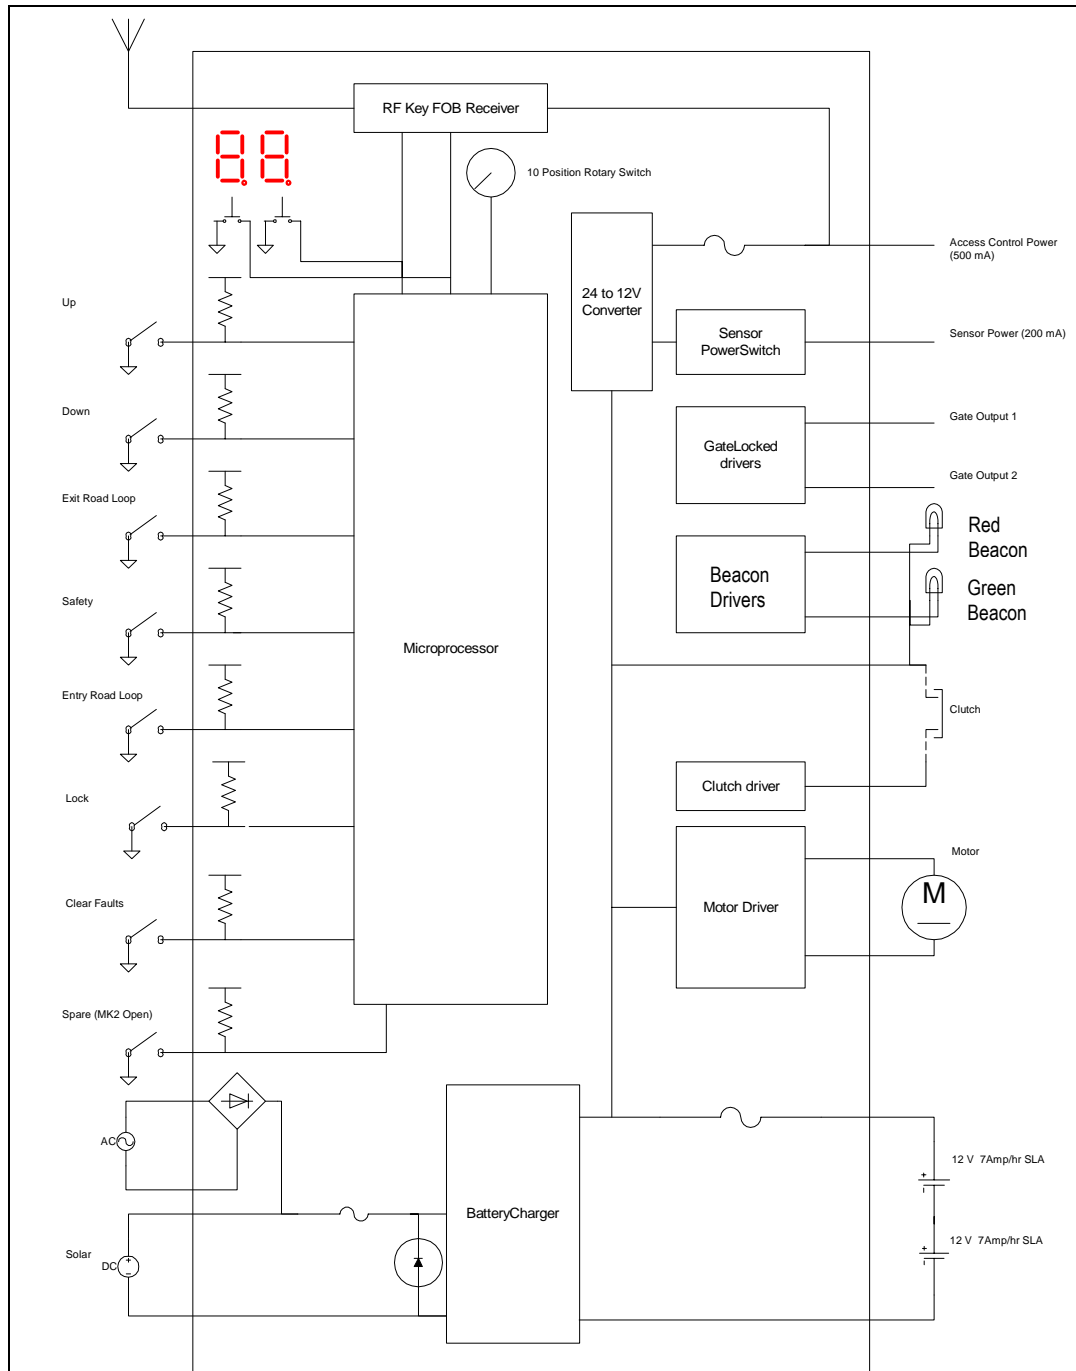 RF Key FOB Receiver
8.8.
10 Position Rotary Switch
Access Control Power
(500 mA)
24 to 12V
Converter
Up
Sensor
PowerSwitch
Sensor Power (200 mA)
Down
Gate Output 1
GateLocked
drivers
Gate Output 2
Exit Road Loop
Red
Beacon
Beacon
Drivers
Green
Beacon
Safety
Microprocessor
Entry Road Loop
Clutch
Clutch driver
Lock
Motor
M
Motor Driver
Clear Faults
Spare (MK2 Open)
AC
12 V 7Amp/hr SLA
+
-
BatteryCharger
12 V 7Amp/hr SLA
+
-
Solar
DC
+
-